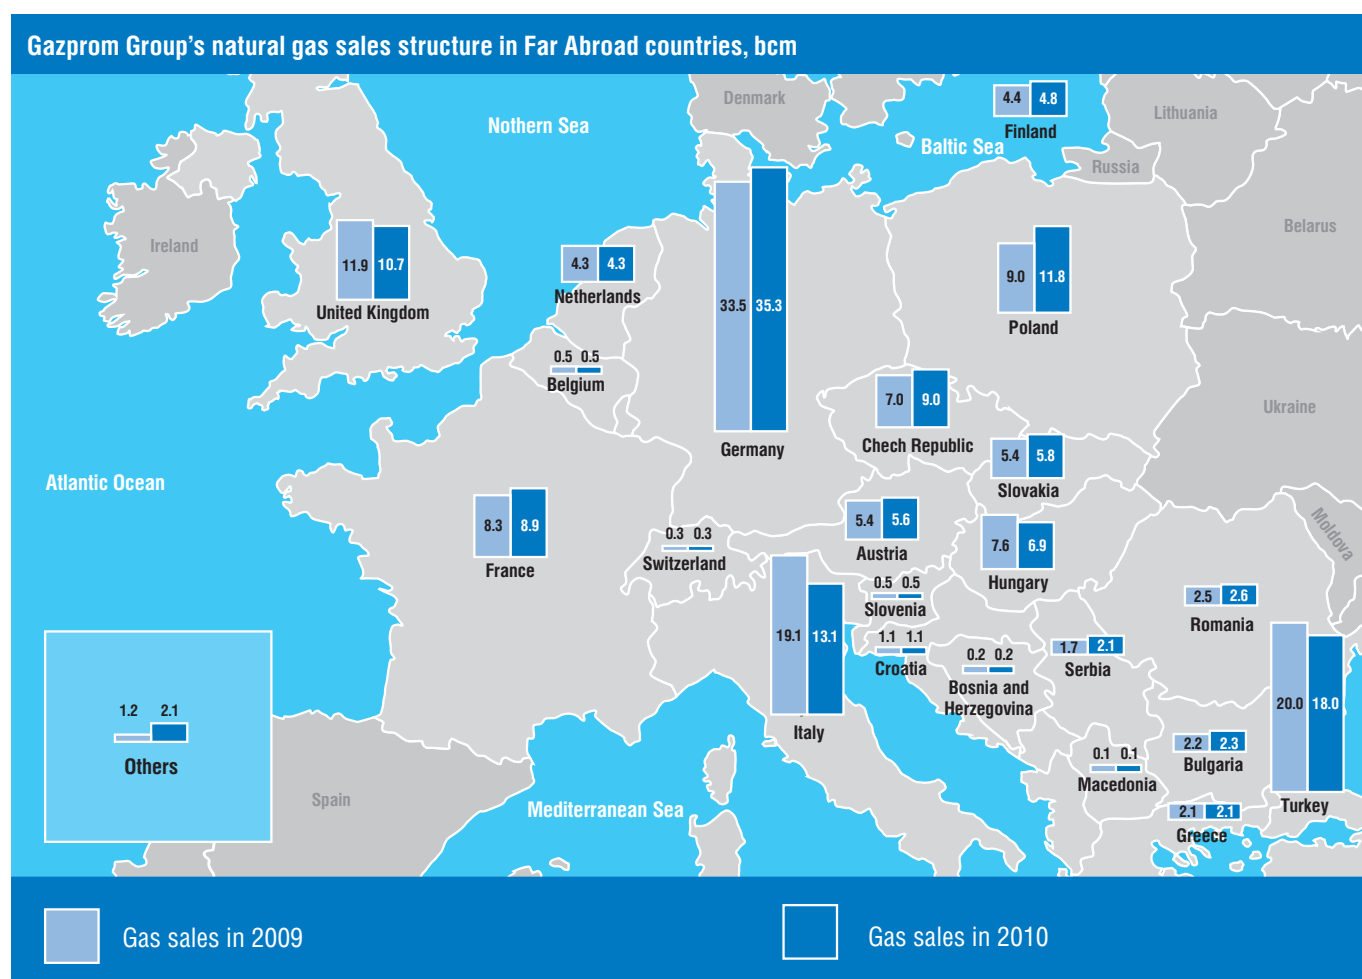 Gazprom Group's natural gas sales structure in Far Abroad countries, bcm
Denmark
4.4 4.8
Finland
Lithuania
Nothern Sea
Baltic Sea
Russia
Ireland
11.9 10.7
United Kingdom
4.3 4.3
Netherlands
33.5 35.3
Germany
9.0 11.8
Poland
Belarus
0.5 0.5
Belgium
7.0 9.0
Chech Republic
Ukraine
5.4 5.8
Slovakia
Atlantic Ocean
8.3 8.9
France
0.3 0.3
Switzerland
5.4 5.6
Austria
7.6 6.9
Hungary
Moldova
0.5 0.5
Slovenia
2.5 2.6
Romania
19.1 13.1
Italy
1.1 1.1
Croatia
0.2 0.2
Bosnia and
Herzegovina
1.7 2.1
Serbia
20.0 18.0
Turkey
1.2 2.1
Others
2.2 2.3
Bulgaria
0.1 0.1
Macedonia
Spain
Mediterranean Sea
2.1 2.1
Greece
Gas sales in 2009
Gas sales in 2010